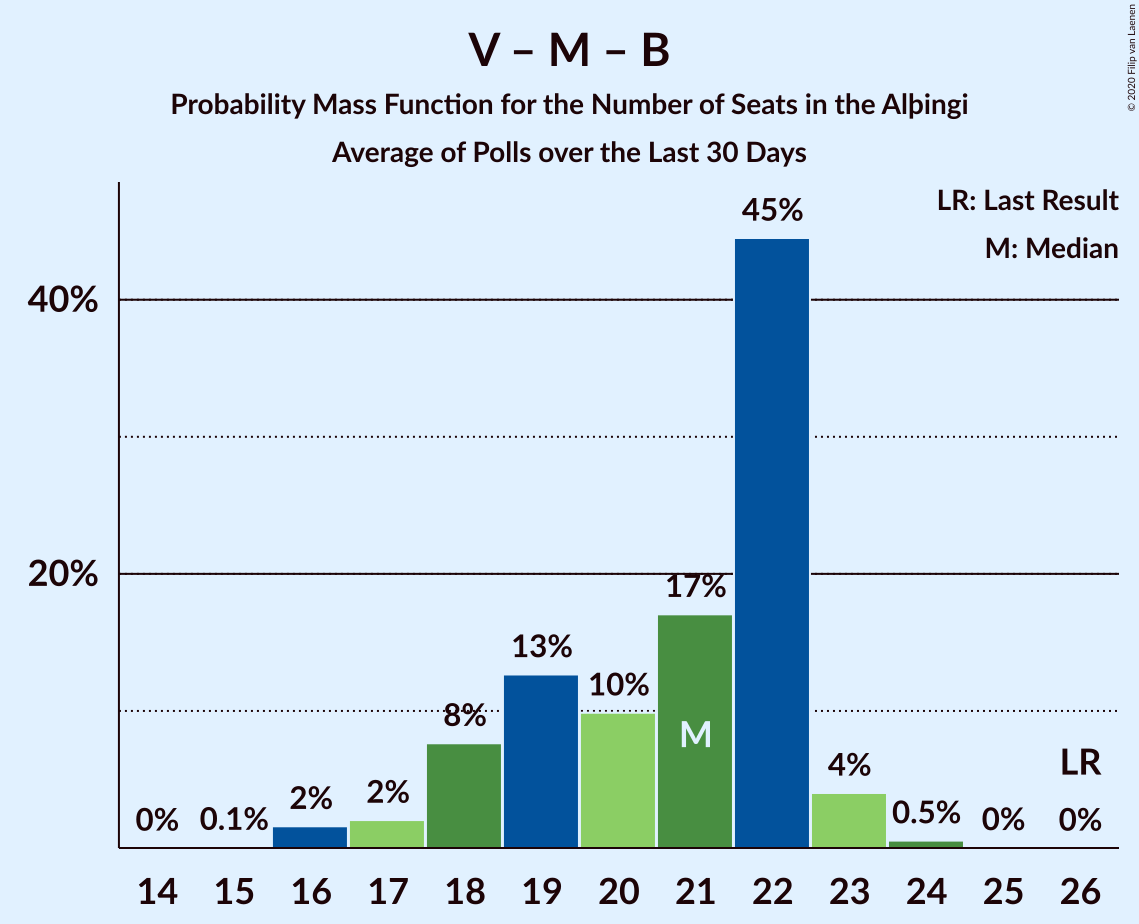 V – M – B
Probability Mass Function for the Number of Seats in the Alþingi
Average of Polls over the Last 30 Days
© 2020 Filip van Laenen
LR: Last Result
M: Median
45%
40%
20%
17%
13%
10%
8%
M
4%
LR
2%
2%
0%
0.1%
0.5%
0%
0%
14 15 16 17 18 19 20 21 22 23 24 25 26